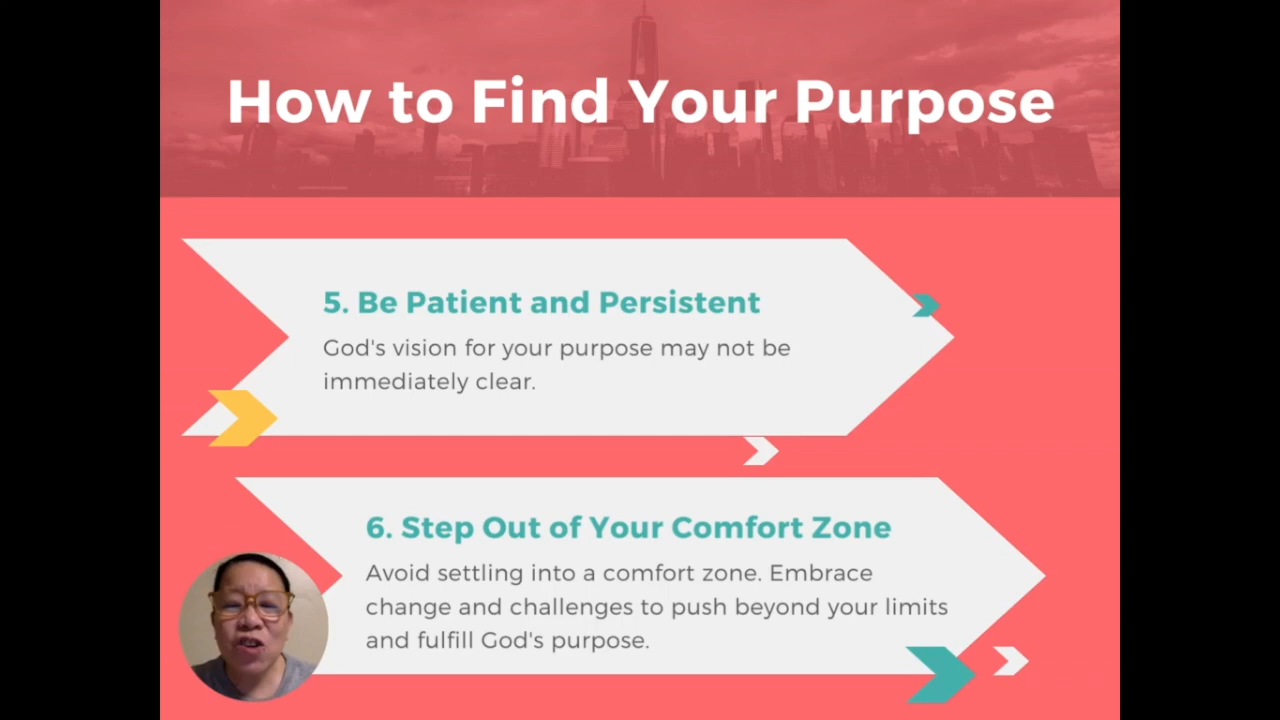 How to Find Your Purpose
5. Be Patient and Persistent
God's vision for your purpose may not be
immediately clear.
6. Step Out of Your Comfort Zone
Avoid settling into a comfort zone. Embrace
change and challenges to push beyond your limits
and fulfill God's purpose.